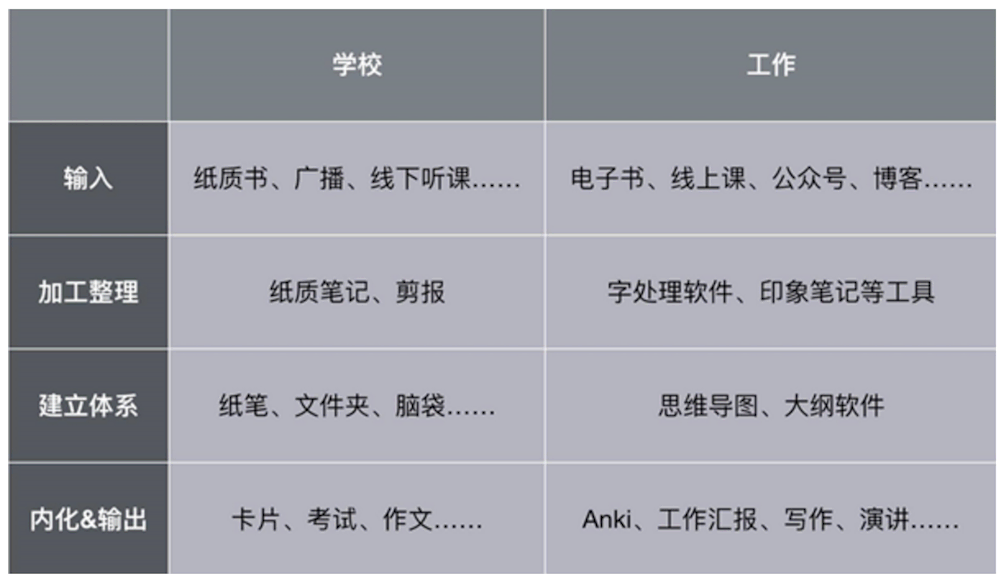 学校 工作
输入 纸质书、广播、线下听课…… 电子书、线上课、公众号、博客……
加工整理 纸质笔记、剪报 字处理软件、印象笔记等工具
建立体系 纸笔、文件夹、脑袋…… 思维导图、大纲软件
内化&输出 卡片、考试、作文…… Anki、工作汇报、写作、演讲……